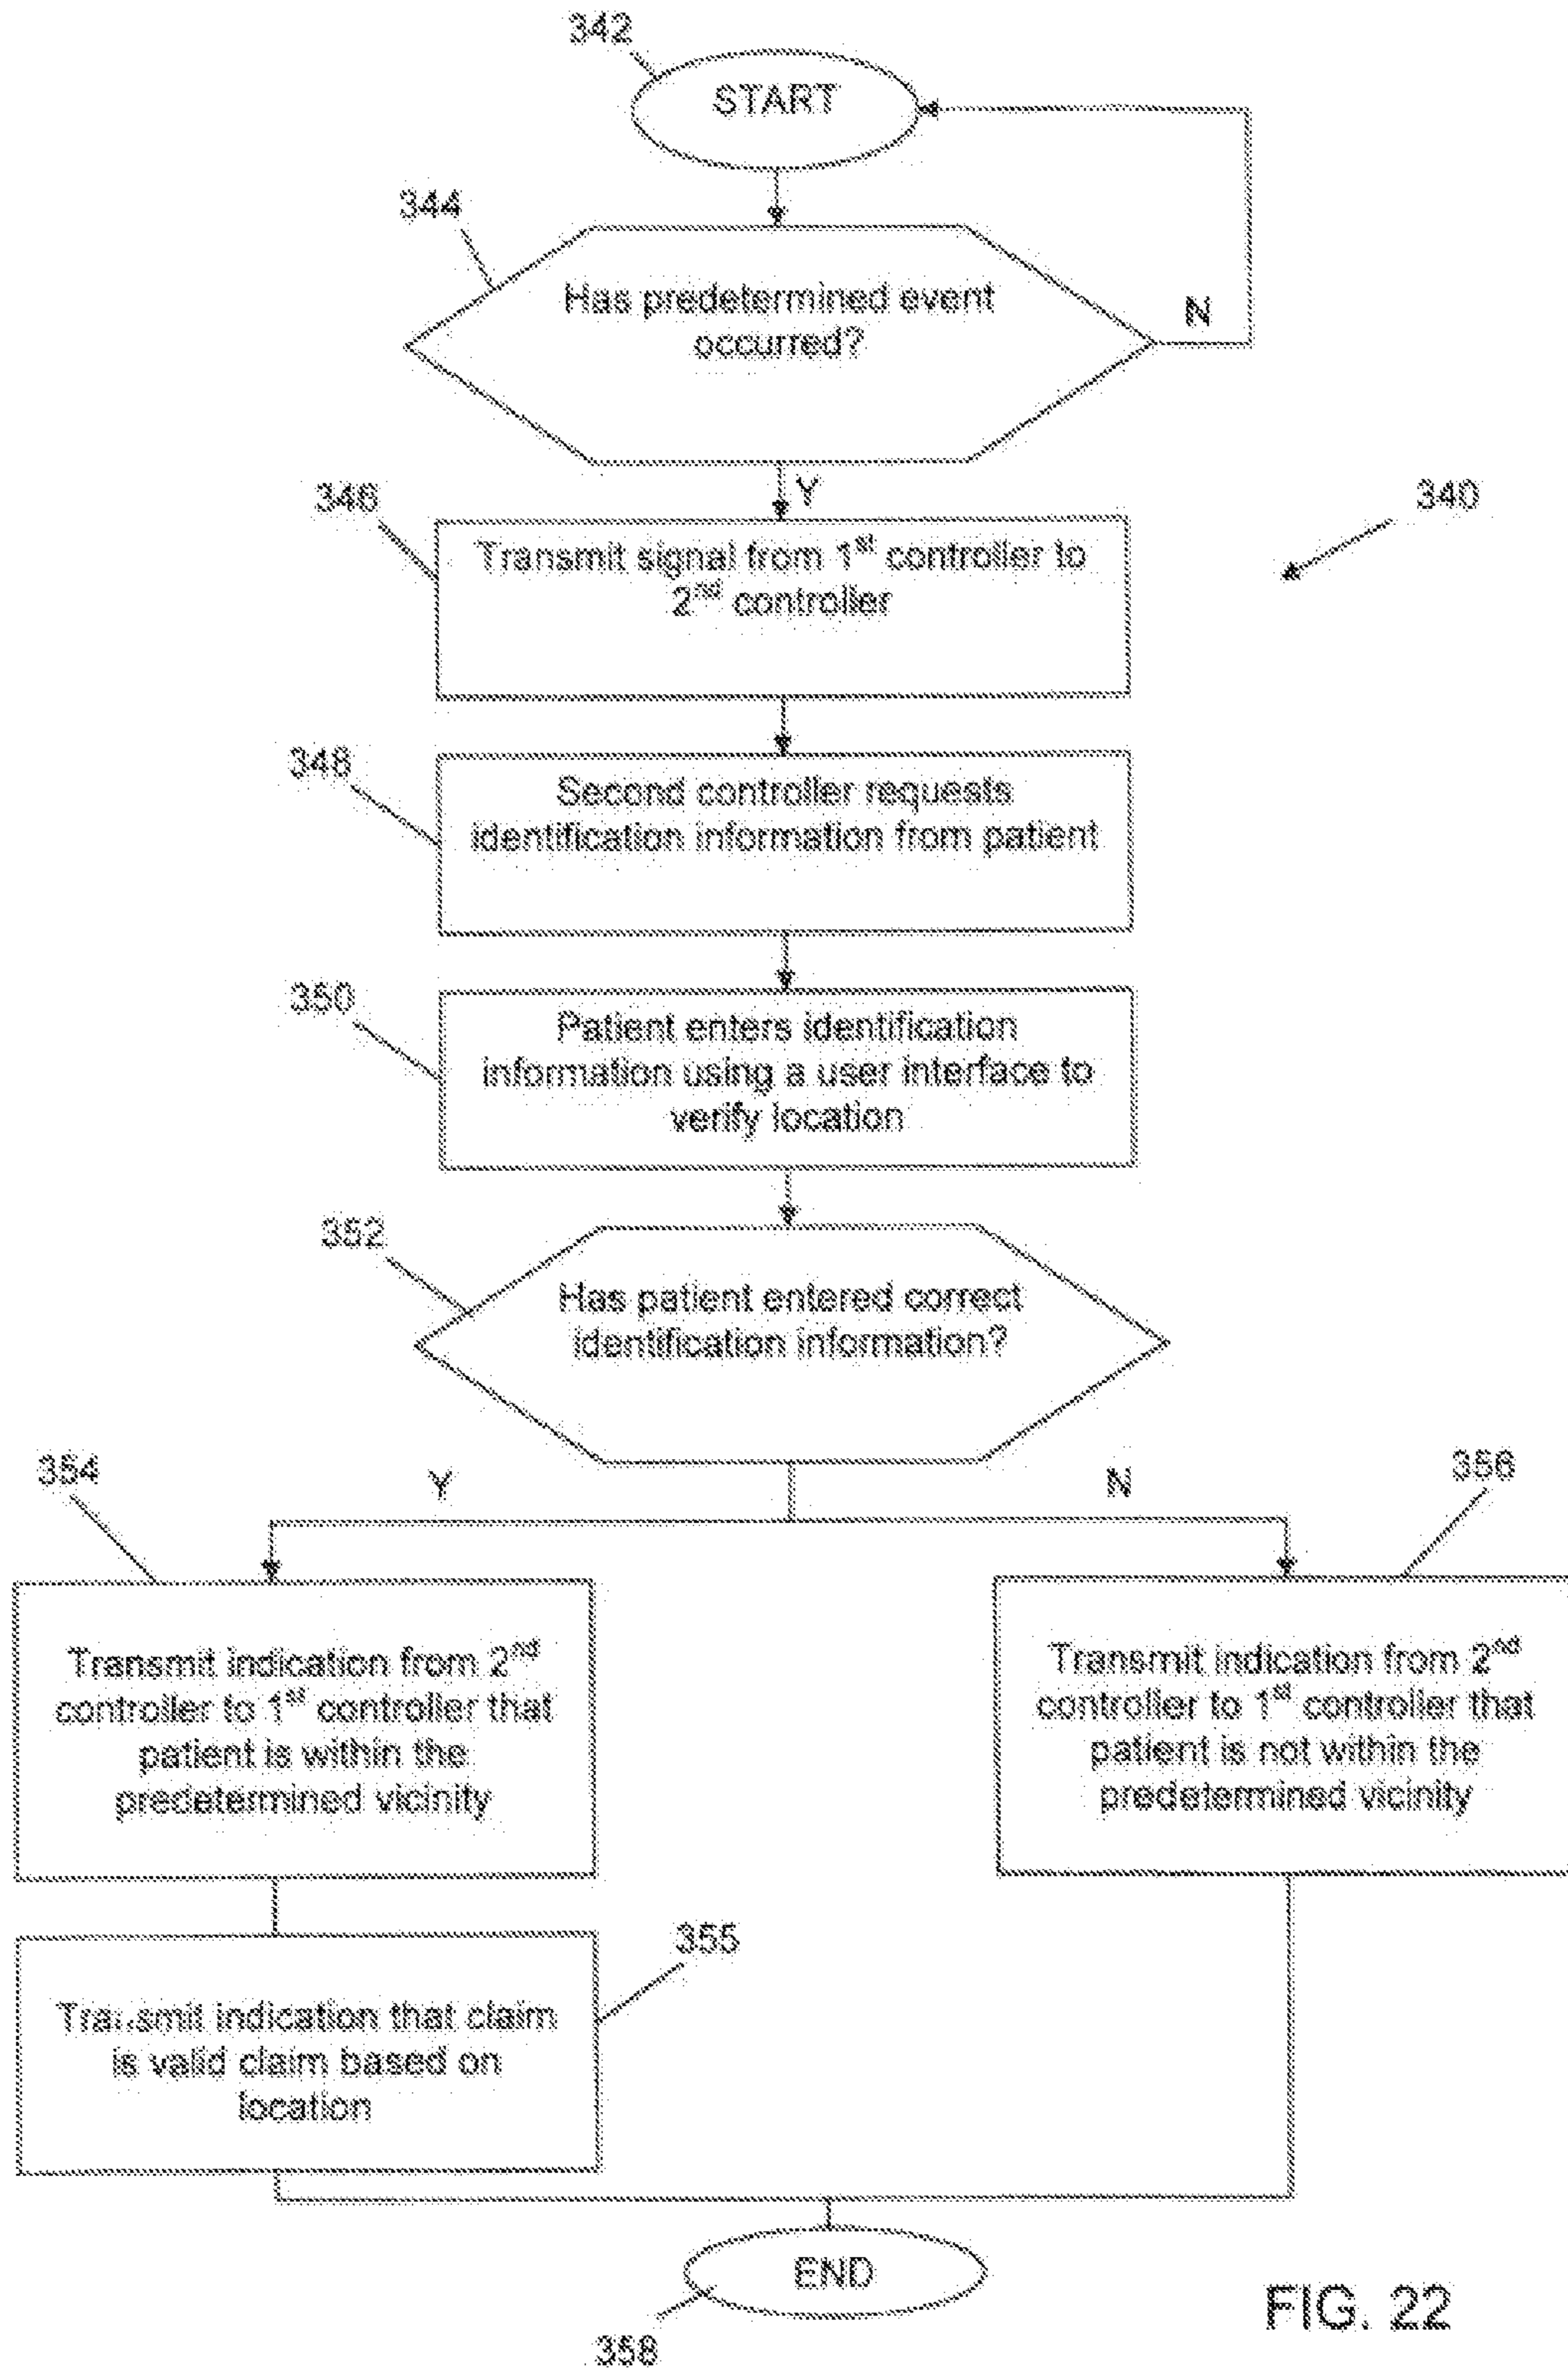 342
START
344
Has predetermined event
occurred?
N
Y
346
Transmit signal from 1st controller to
2nd controller
340
348
Second controller requests
identification information from patient
350
Patient enters identification
information using a user interface to
verify location
352
Has patient entered correct
identification information?
354
Y
N
356
Transmit indication from 2nd
controller to 1st controller that
patient is within the
predetermined vicinity
Transmit indication from 2nd
controller to 1st controller that
patient is not within the
predetermined vicinity
355
Transmit indication that claim
is valid claim based on
location
END
358
FIG. 22